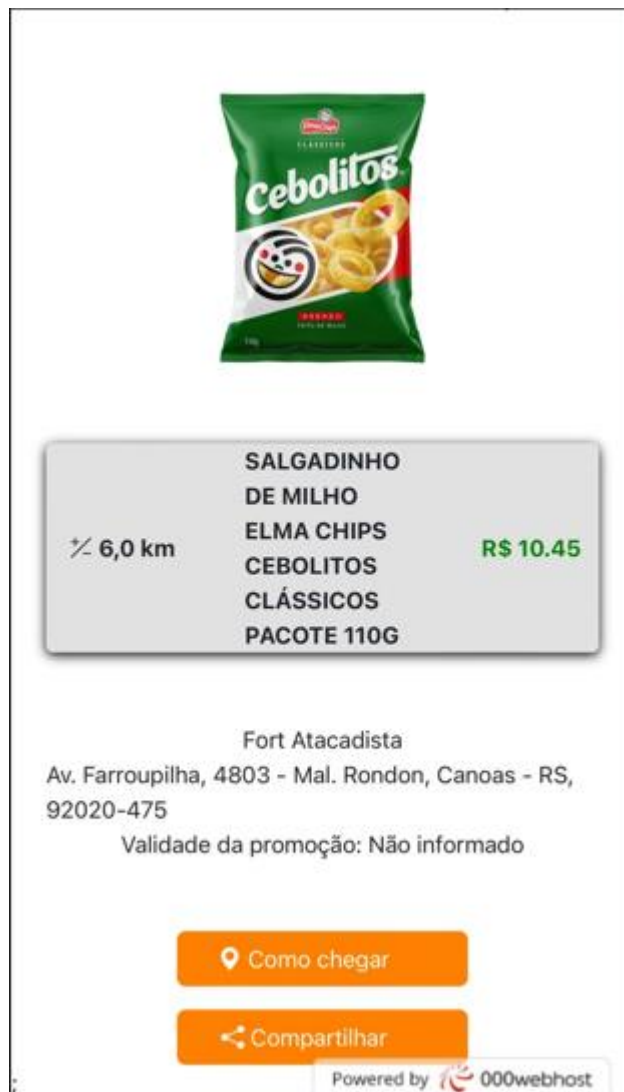 Elma Chips
CLÁSSICOS
Cebolitos
SALGADINHO
DE MILHO
ELMA CHIPS
CEBOLITOS
CLÁSSICOS
PACOTE 110G
+/- 6,0 km
R$ 10.45
Fort Atacadista
Av. Farroupilha, 4803 - Mal. Rondon, Canoas - RS,
92020-475
Validade da promoção: Não informado
Como chegar
Compartilhar
Powered by 000webhost
;